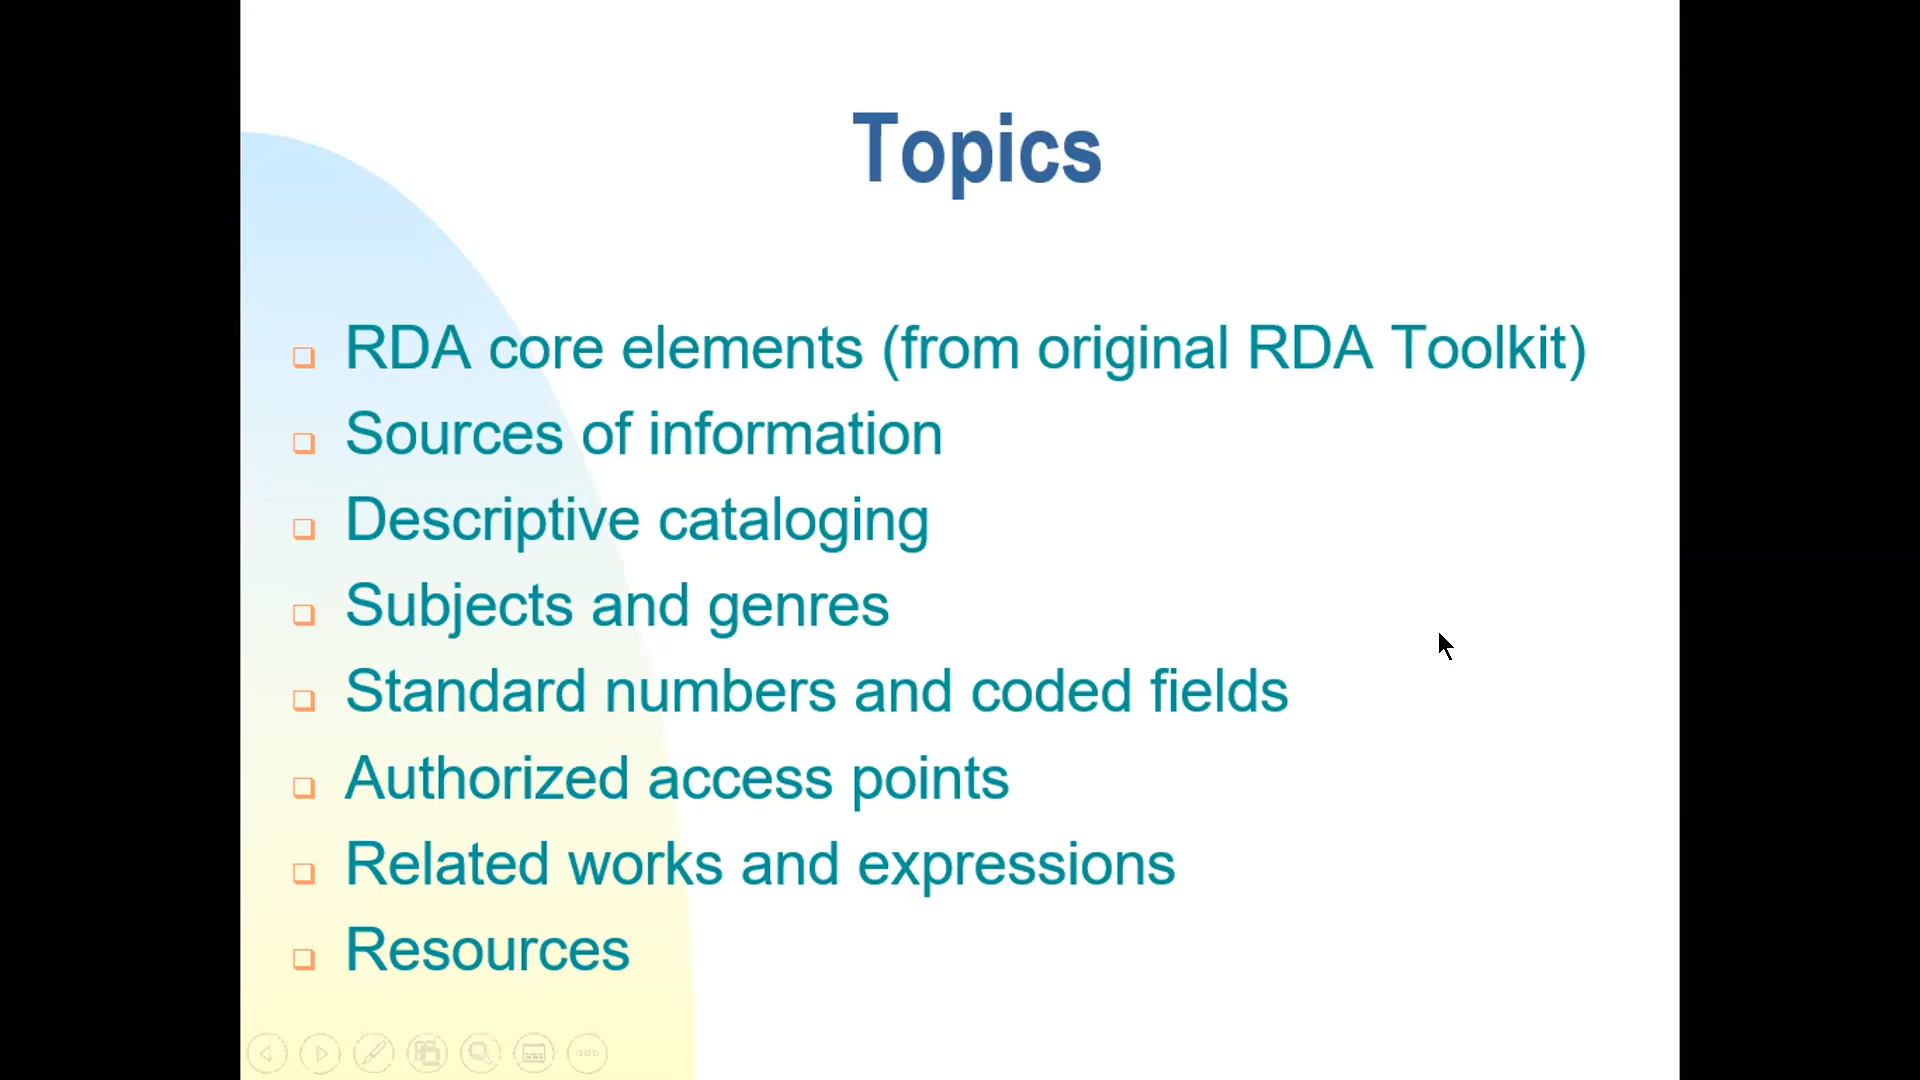 Topics
RDA core elements (from original RDA Toolkit)
Sources of information
Descriptive cataloging
Subjects and genres
Standard numbers and coded fields
Authorized access points
Related works and expressions
Resources